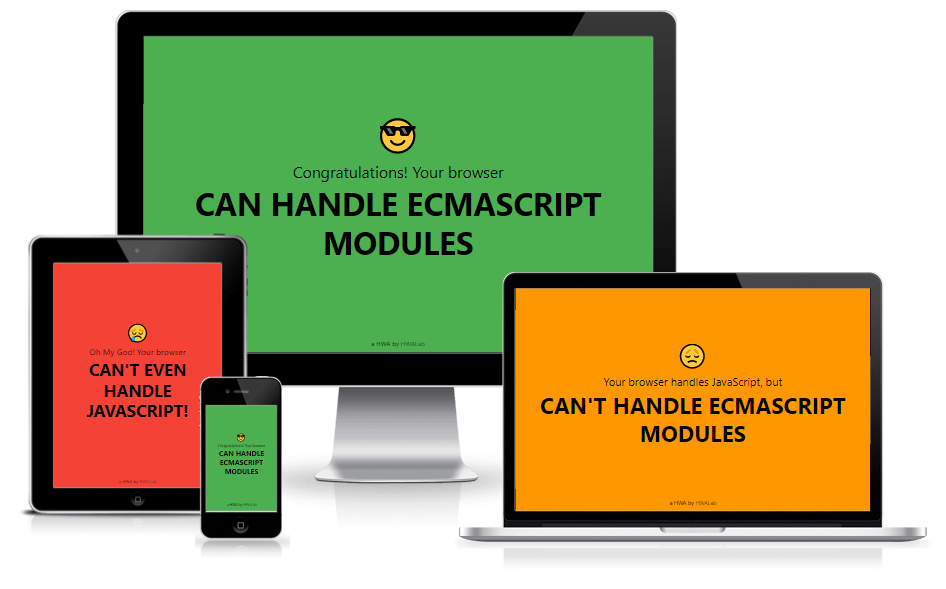 Congratulations! Your browser
CAN HANDLE ECMASCRIPT
MODULES
a HWA by HWALab
Oh My God! Your browser
CAN'T EVEN
HANDLE
JAVASCRIPT!
a HWA by HWALab
Congratulations! Your browser
CAN HANDLE
ECMASCRIPT
MODULES
a HWA by HWALab
Your browser handles JavaScript, but
CAN'T HANDLE ECMASCRIPT
MODULES
a HWA by HWALab